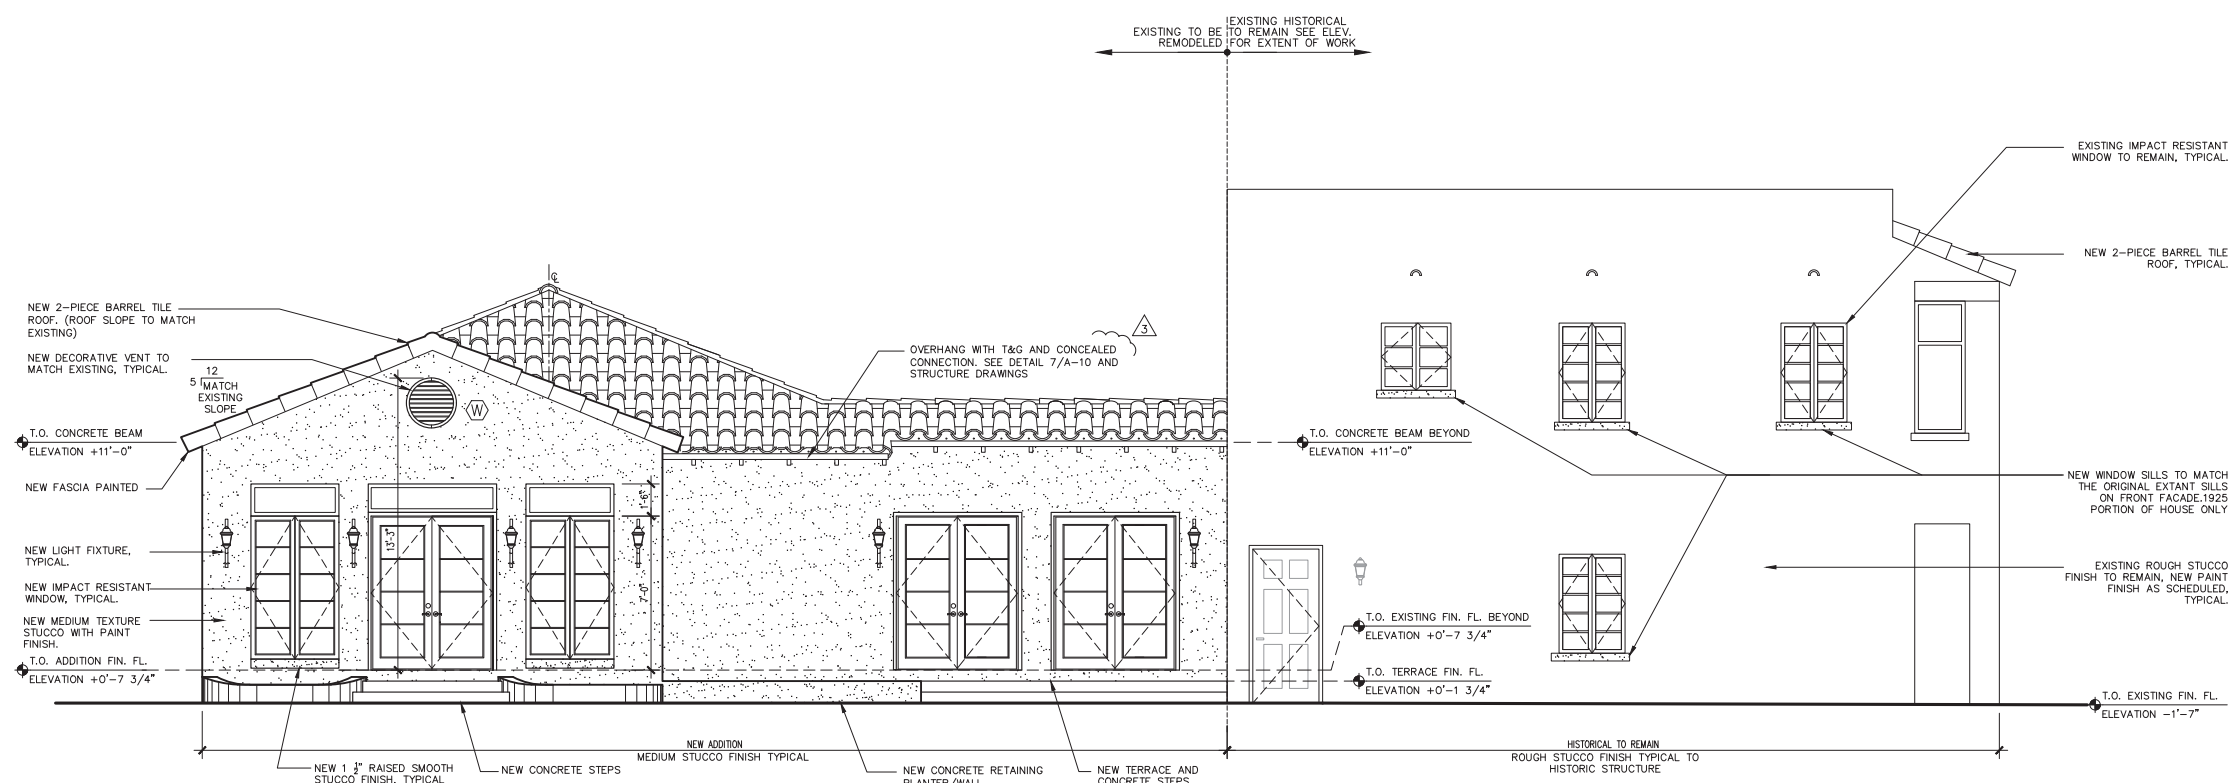 EXISTING HISTORICAL
EXISTING TO BE TO REMAIN SEE ELEV.
REMODELED FOR EXTENT OF WORK
EXISTING IMPACT RESISTANT
WINDOW TO REMAIN, TYPICAL.
NEW 2-PIECE BARREL TILE
ROOF, TYPICAL.
℄
NEW 2-PIECE BARREL TILE
ROOF. (ROOF SLOPE TO MATCH
EXISTING)
NEW DECORATIVE VENT TO
MATCH EXISTING, TYPICAL.
12
5 MATCH
EXISTING
SLOPE
W
3
OVERHANG WITH T&G AND CONCEALED
CONNECTION. SEE DETAIL 7/A-10 AND
STRUCTURE DRAWINGS
T.O. CONCRETE BEAM
ELEVATION +11'-0"
T.O. CONCRETE BEAM BEYOND
ELEVATION +11'-0"
NEW FASCIA PAINTED
NEW WINDOW SILLS TO MATCH
THE ORIGINAL EXTANT SILLS
ON FRONT FACADE.1925
PORTION OF HOUSE ONLY
1'-6"
13'-3"
7'-0"
NEW LIGHT FIXTURE,
TYPICAL.
NEW IMPACT RESISTANT
WINDOW, TYPICAL.
NEW MEDIUM TEXTURE
STUCCO WITH PAINT
FINISH.
EXISTING ROUGH STUCCO
FINISH TO REMAIN, NEW PAINT
FINISH AS SCHEDULED,
TYPICAL.
T.O. EXISTING FIN. FL. BEYOND
ELEVATION +0'-7 3/4"
T.O. ADDITION FIN. FL.
ELEVATION +0'-7 3/4"
T.O. TERRACE FIN. FL.
ELEVATION +0'-1 3/4"
T.O. EXISTING FIN. FL.
ELEVATION -1'-7"
NEW ADDITION
MEDIUM STUCCO FINISH TYPICAL
HISTORICAL TO REMAIN
ROUGH STUCCO FINISH TYPICAL TO
HISTORIC STRUCTURE
NEW 1 1/2" RAISED SMOOTH
STUCCO FINISH, TYPICAL
NEW CONCRETE STEPS
NEW CONCRETE RETAINING
PLANTER/WALL
NEW TERRACE AND
CONCRETE STEPS